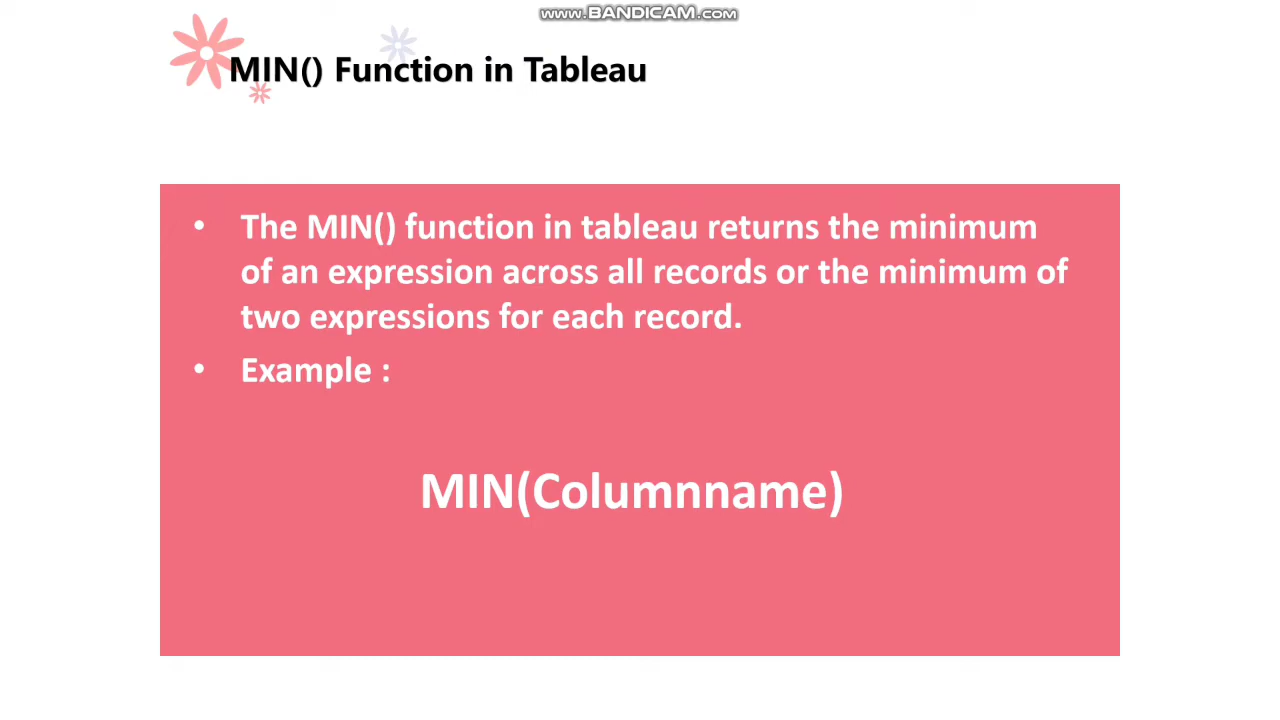 www.BANDICAM.com
MIN() Function in Tableau
• The MIN() function in tableau returns the minimum
of an expression across all records or the minimum of
two expressions for each record.
• Example :
MIN(Columnname)